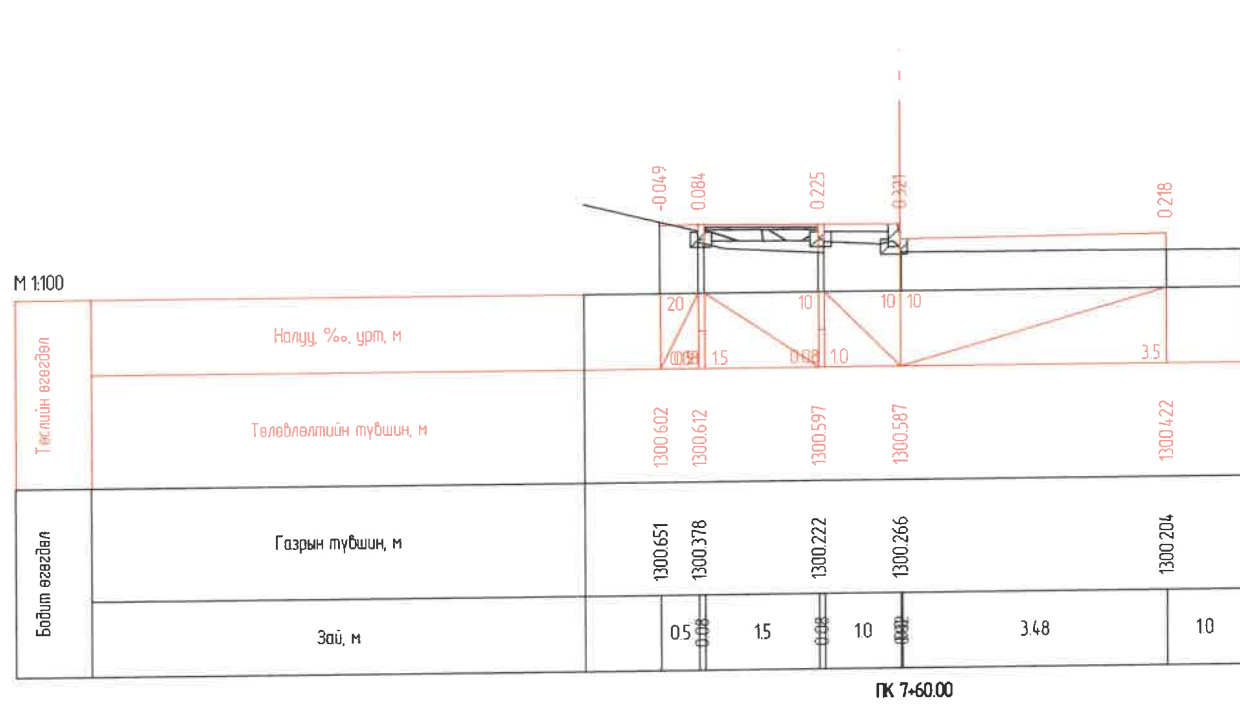 -0.049 0.084 0.225 0.321 0.218
М 1:100
Төслийн өгөгдөл
Налуу, ‰, урт, м
20 10 10 10
1.5 0.08 1.0 3.5
Төлөвлөлтийн түвшин, м
1300.602 1300.612 1300.597 1300.587 1300.422
Бодит өгөгдөл
Газрын түвшин, м
1300.651 1300.378 1300.222 1300.266 1300.204
Зай, м
0.5 0.08 1.5 0.08 1.0 3.48 1.0
ПК 7+60.00